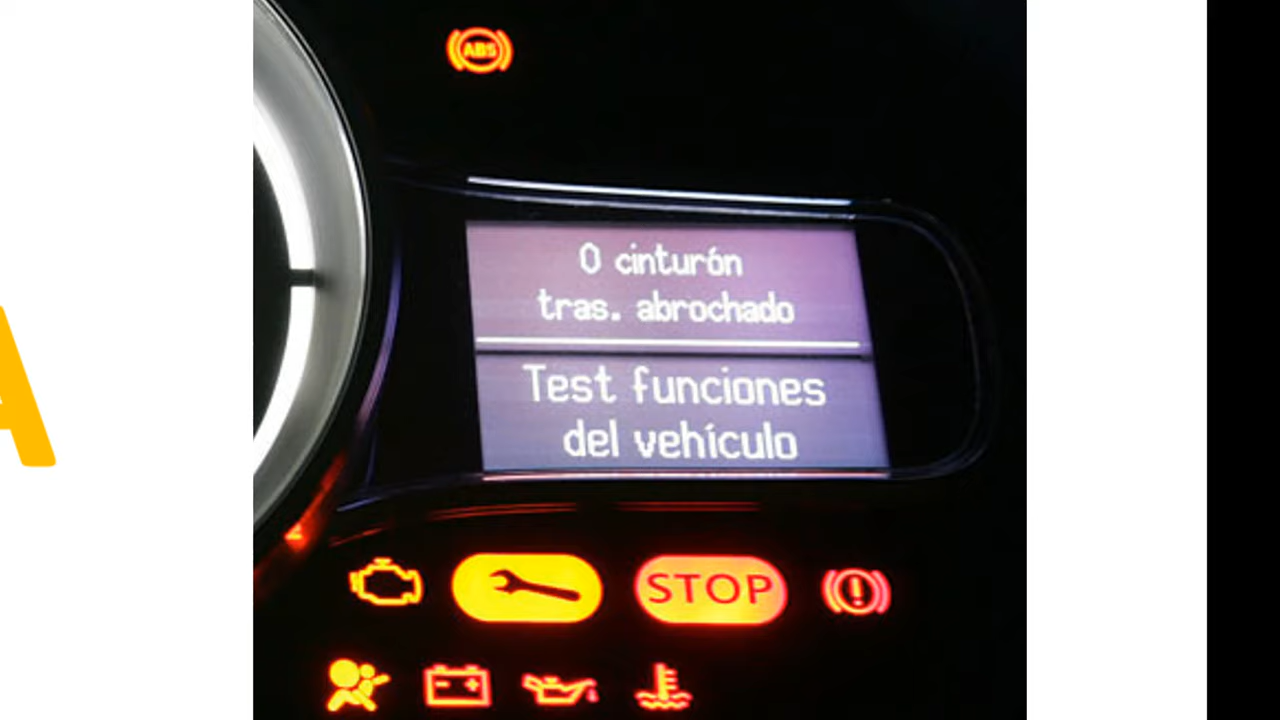 A
ABS
0 cinturón
tras. abrochado
Test funciones
del vehículo
STOP